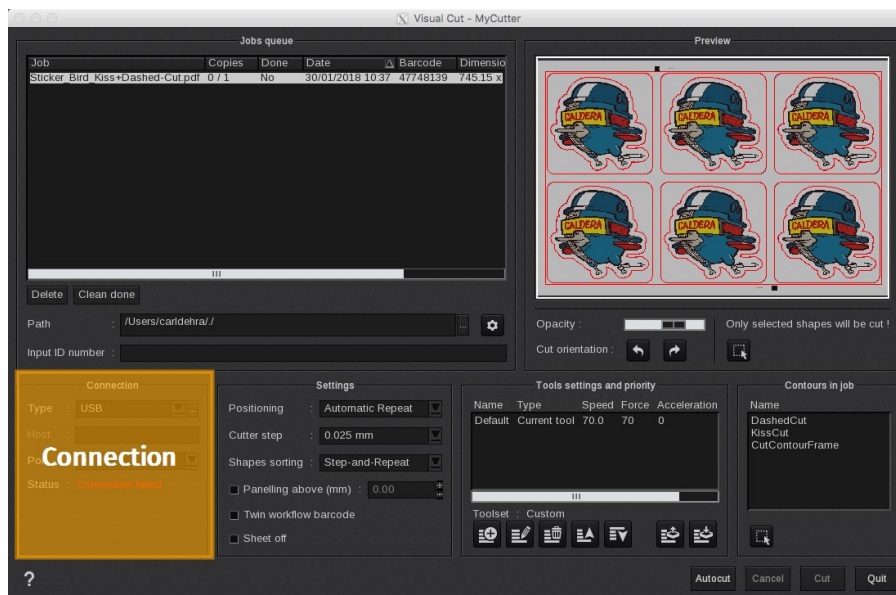 Visual Cut - MyCutter
Jobs queue
Job Copies Done Date Barcode Dimensio
Sticker_Bird_Kiss+Dashed-Cut.pdf 0 / 1 No 30/01/2018 10:37 47748139 745.15 x
Delete Clean done
Path : /Users/carldehra/./ ...
Input ID number :
Preview
CALDERA CALDERA CALDERA
CALDERA CALDERA CALDERA
Opacity : Only selected shapes will be cut !
Cut orientation :
Connection
Type : USB ...
Host :
Connection
Status : Connection failed
Settings
Positioning : Automatic Repeat
Cutter step : 0.025 mm
Shapes sorting : Step-and-Repeat
Panelling above (mm) : 0.00
Twin workflow barcode
Sheet off
Tools settings and priority
Name Type Speed Force Acceleration
Default Current tool 70.0 70 0
Toolset : Custom
Contours in job
Name
DashedCut
KissCut
CutContourFrame
? Autocut Cancel Cut Quit